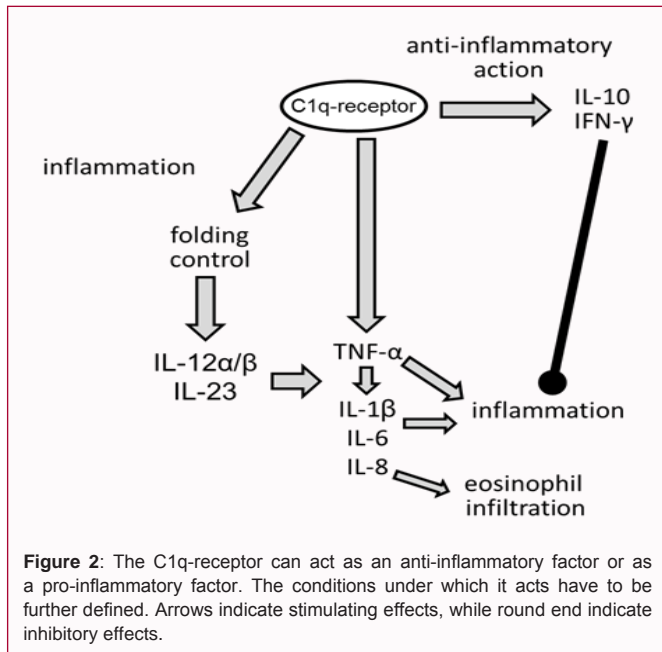 anti-inflammatory
action
C1q-receptor
IL-10
IFN-γ
inflammation
folding
control
IL-12α/β
IL-23
TNF-α
IL-1β
IL-6
IL-8
inflammation
eosinophil
infiltration
Figure 2: The C1q-receptor can act as an anti-inflammatory factor or as
a pro-inflammatory factor. The conditions under which it acts have to be
further defined. Arrows indicate stimulating effects, while round end indicate
inhibitory effects.